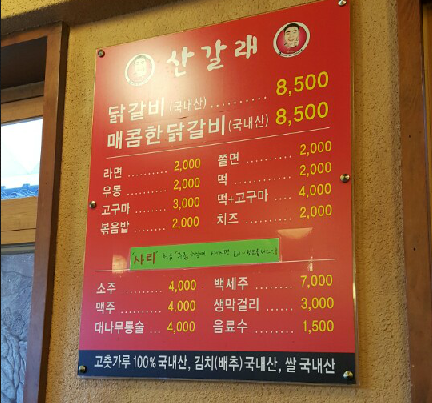 산갈래
닭갈비(국내산) .......... 8,500
매콤한닭갈비(국내산) 8,500
라면 ......... 2,000
우동 ......... 2,000
고구마 ...... 3,000
볶음밥 ...... 2,000
쫄면 .......... 2,000
떡 ............ 2,000
떡+고구마 ...... 4,000
치즈 .......... 2,000
사리
소주 .......... 4,000
맥주 .......... 4,000
대나무통술 .... 4,000
백세주 ........ 7,000
생막걸리 ...... 3,000
음료수 ........ 1,500
고춧가루 100% 국내산, 김치(배추)국내산, 쌀 국내산